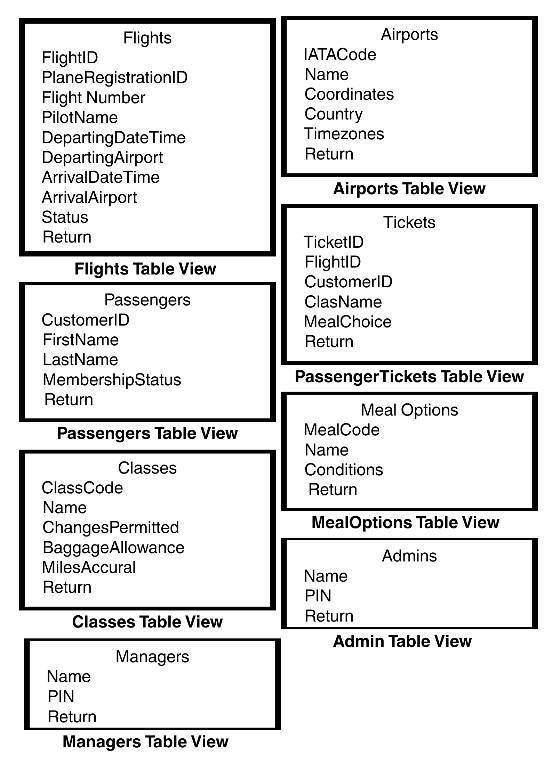 Flights
FlightID
PlaneRegistrationID
Flight Number
PilotName
DepartingDateTime
DepartingAirport
ArrivalDateTime
ArrivalAirport
Status
Return
Flights Table View
Passengers
CustomerID
FirstName
LastName
MembershipStatus
Return
Passengers Table View
Classes
ClassCode
Name
ChangesPermitted
BaggageAllowance
MilesAccural
Return
Classes Table View
Managers
Name
PIN
Return
Managers Table View
Airports
IATACode
Name
Coordinates
Country
Timezones
Return
Airports Table View
Tickets
TicketID
FlightID
CustomerID
ClasName
MealChoice
Return
PassengerTickets Table View
Meal Options
MealCode
Name
Conditions
Return
MealOptions Table View
Admins
Name
PIN
Return
Admin Table View